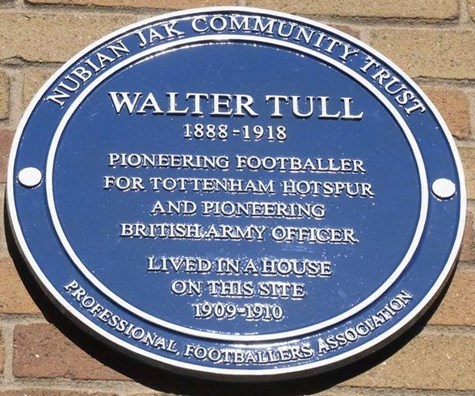 NUBIAN JAK COMMUNITY TRUST
WALTER TULL
1888-1918
PIONEERING FOOTBALLER
FOR TOTTENHAM HOTSPUR
AND PIONEERING
BRITISH ARMY OFFICER
LIVED IN A HOUSE
ON THIS SITE
1909-1910
PROFESSIONAL FOOTBALLERS ASSOCIATION